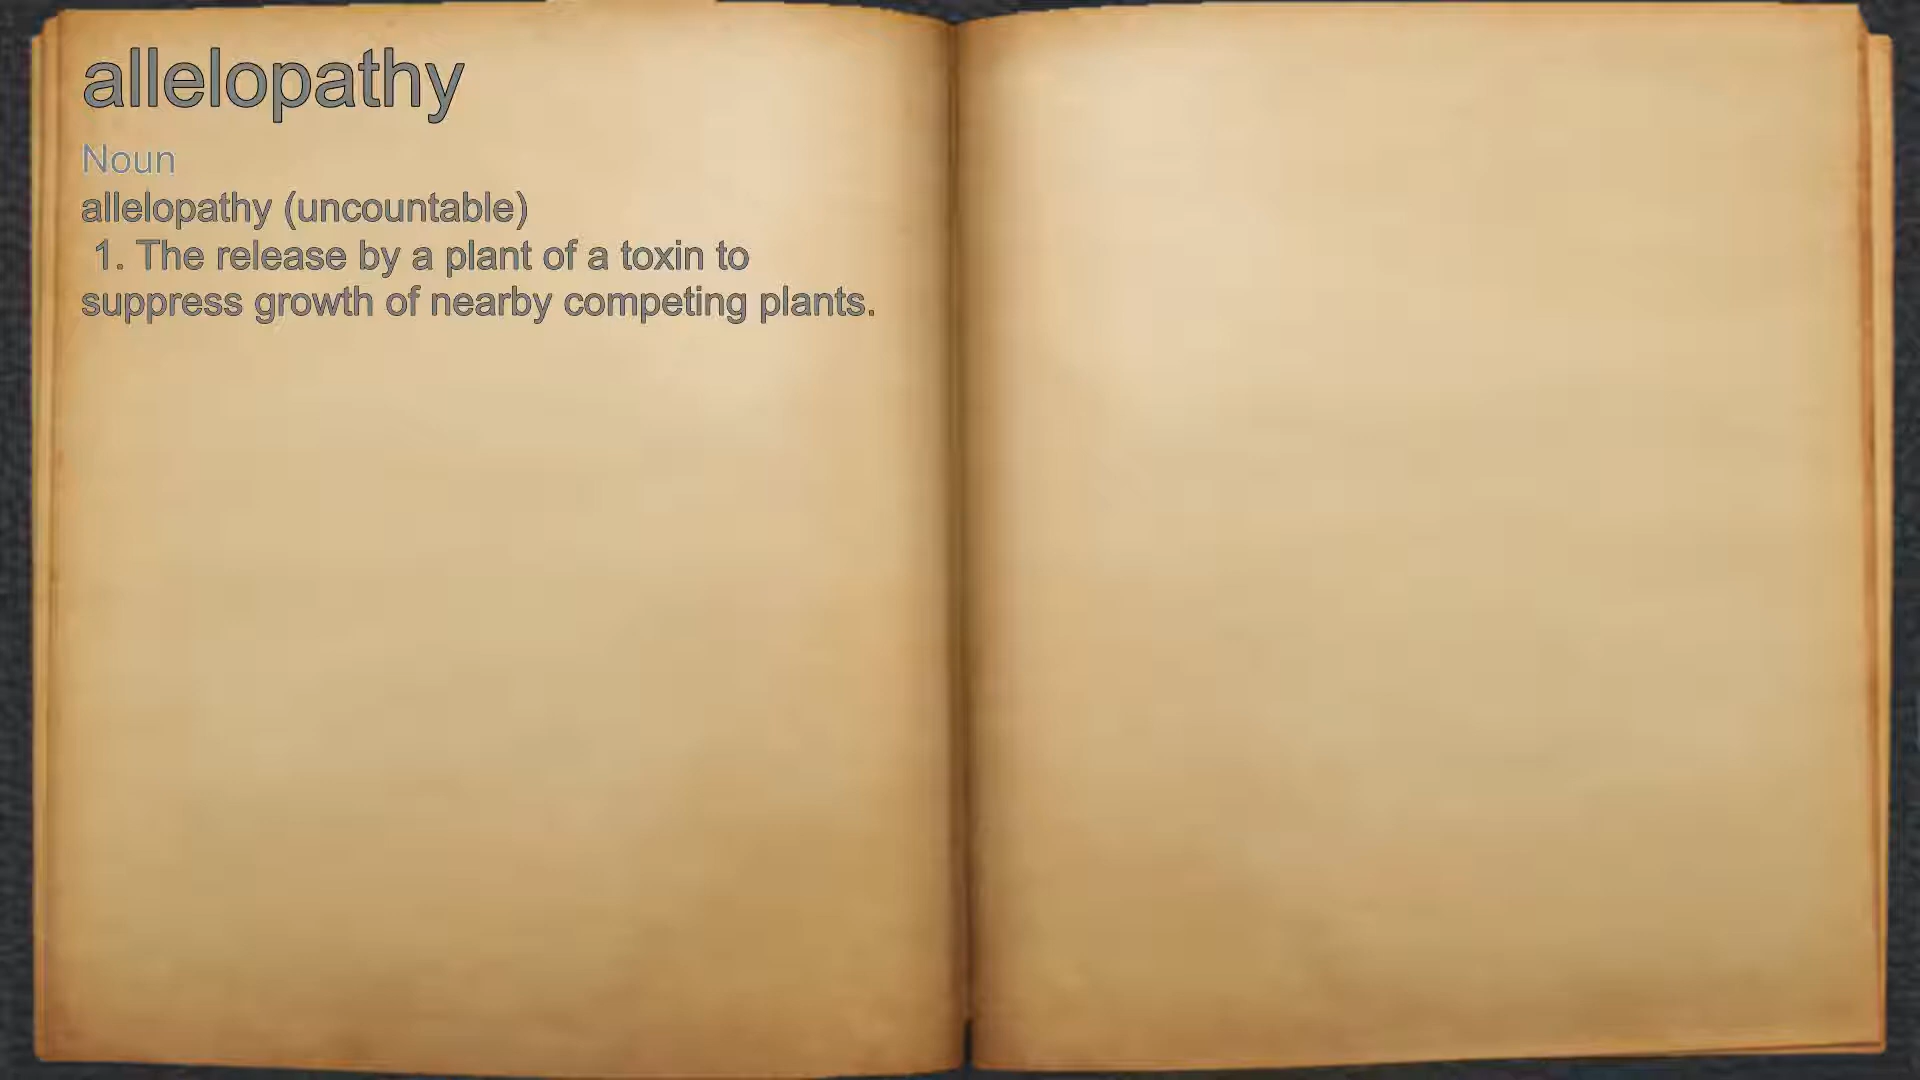 allelopathy
Noun
allelopathy (uncountable)
1. The release by a plant of a toxin to
suppress growth of nearby competing plants.